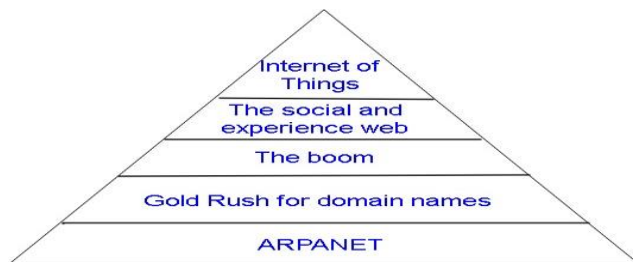 Internet of
Things
The social and
experience web
The boom
Gold Rush for domain names
ARPANET